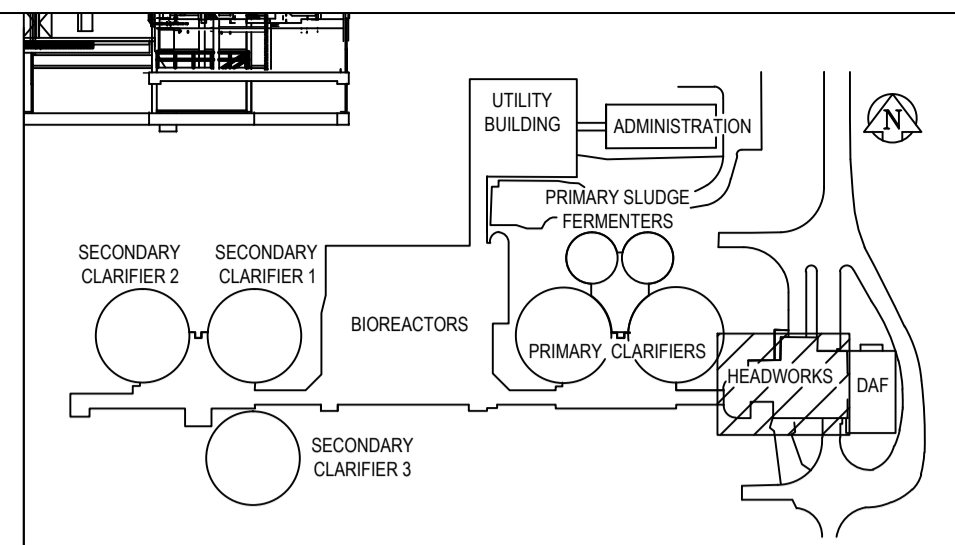 UTILITY
BUILDING
ADMINISTRATION
N
PRIMARY SLUDGE
FERMENTERS
SECONDARY
CLARIFIER 2
SECONDARY
CLARIFIER 1
BIOREACTORS
PRIMARY CLARIFIERS
HEADWORKS
DAF
SECONDARY
CLARIFIER 3